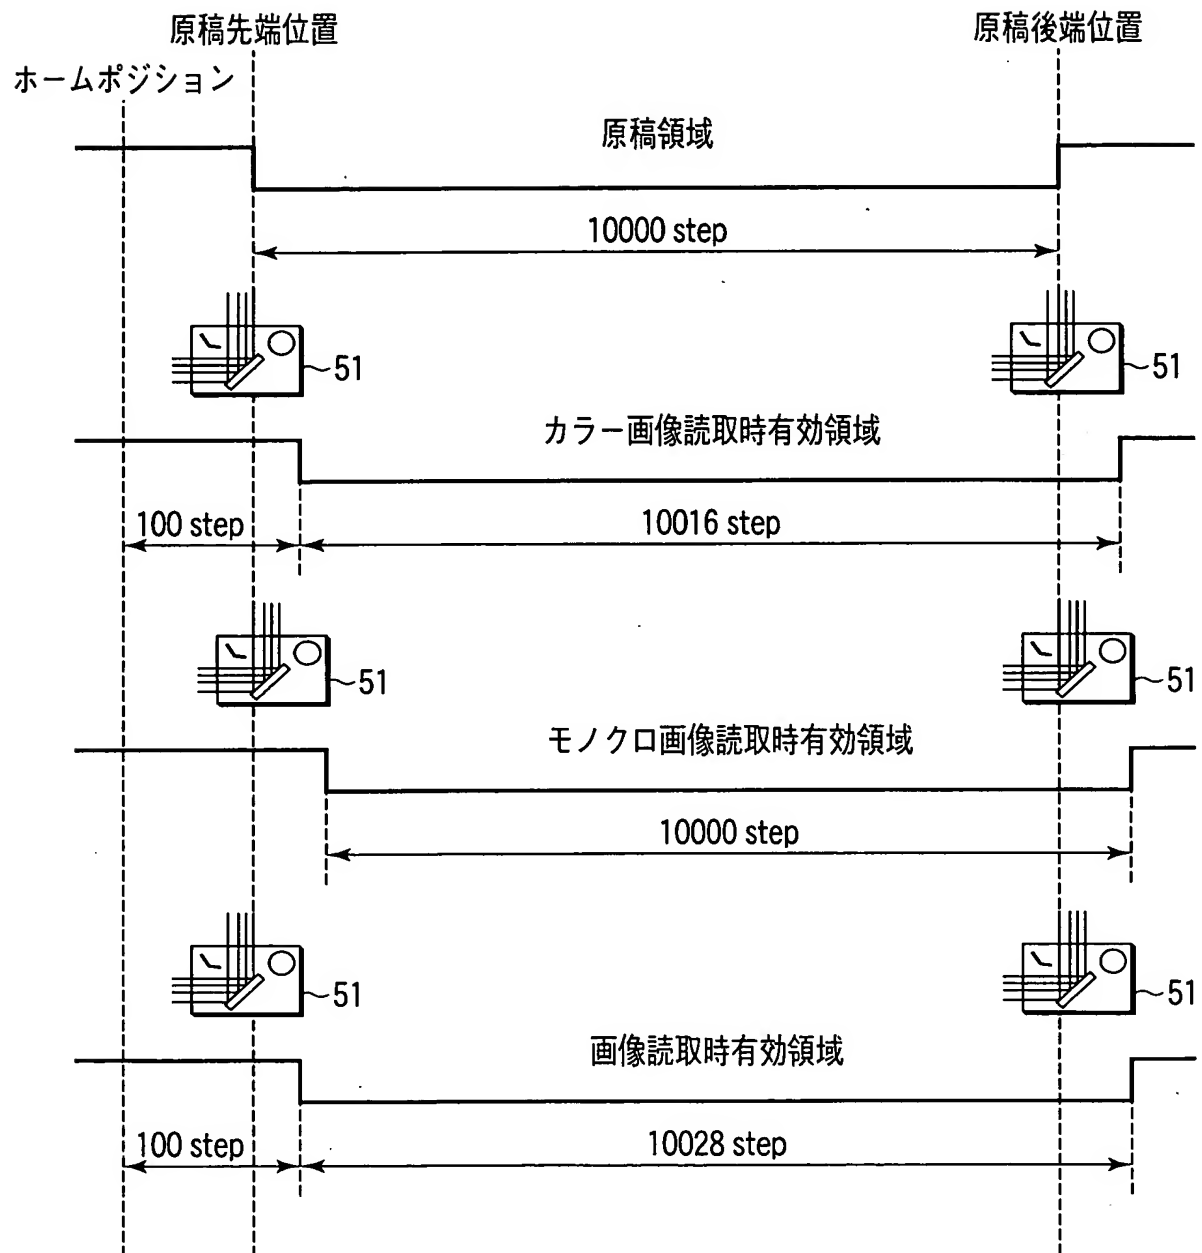 原稿先端位置
原稿後端位置
ホームポジション
原稿領域
10000 step
51
51
カラー画像読取時有効領域
100 step
10016 step
51
51
モノクロ画像読取時有効領域
10000 step
51
51
画像読取時有効領域
100 step
10028 step